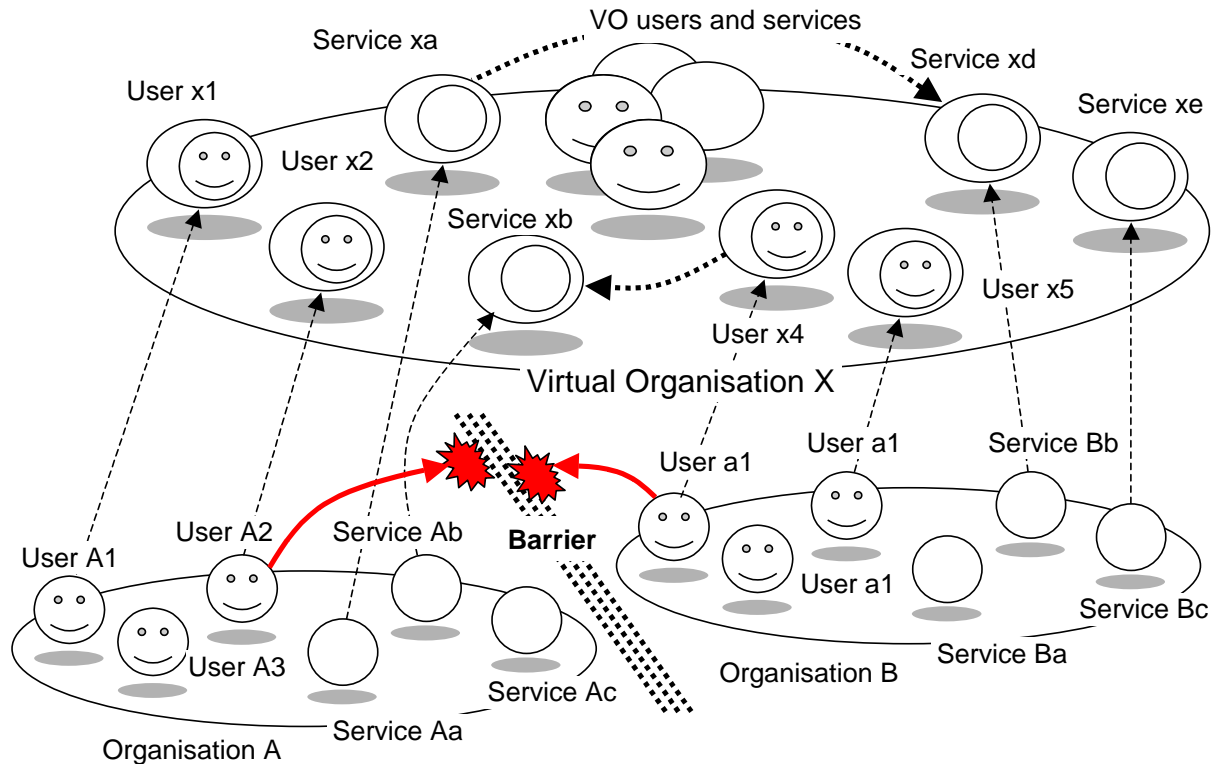 VO users and services
Service xa
Service xd
User x1
Service xe
User x2
Service xb
User x5
User x4
Virtual Organisation X
User a1
Service Bb
User a1
User A2
Service Ab
Barrier
User A1
User a1
Service Bc
User A3
Service Ba
Organisation B
Service Ac
Service Aa
Organisation A